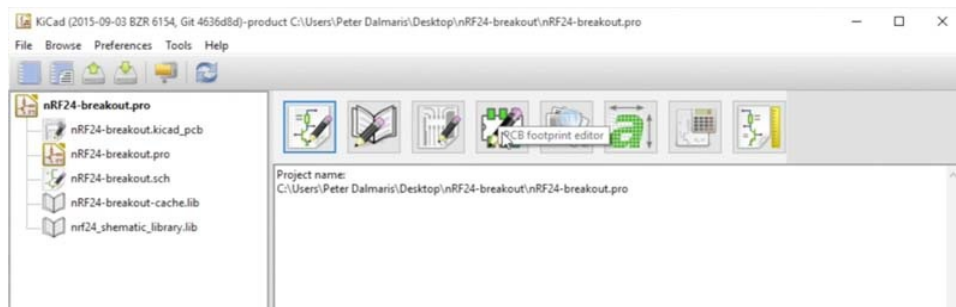 KiCad (2015-09-03 BZR 6154, Git 4636d8d)-product C:\Users\Peter Dalmaris\Desktop\nRF24-breakout\nRF24-breakout.pro
File Browse Preferences Tools Help
nRF24-breakout.pro
nRF24-breakout.kicad_pcb
nRF24-breakout.pro
nRF24-breakout.sch
nRF24-breakout-cache.lib
nrf24_shematic_library.lib
PCB footprint editor
a
Project name:
C:\Users\Peter Dalmaris\Desktop\nRF24-breakout\nRF24-breakout.pro